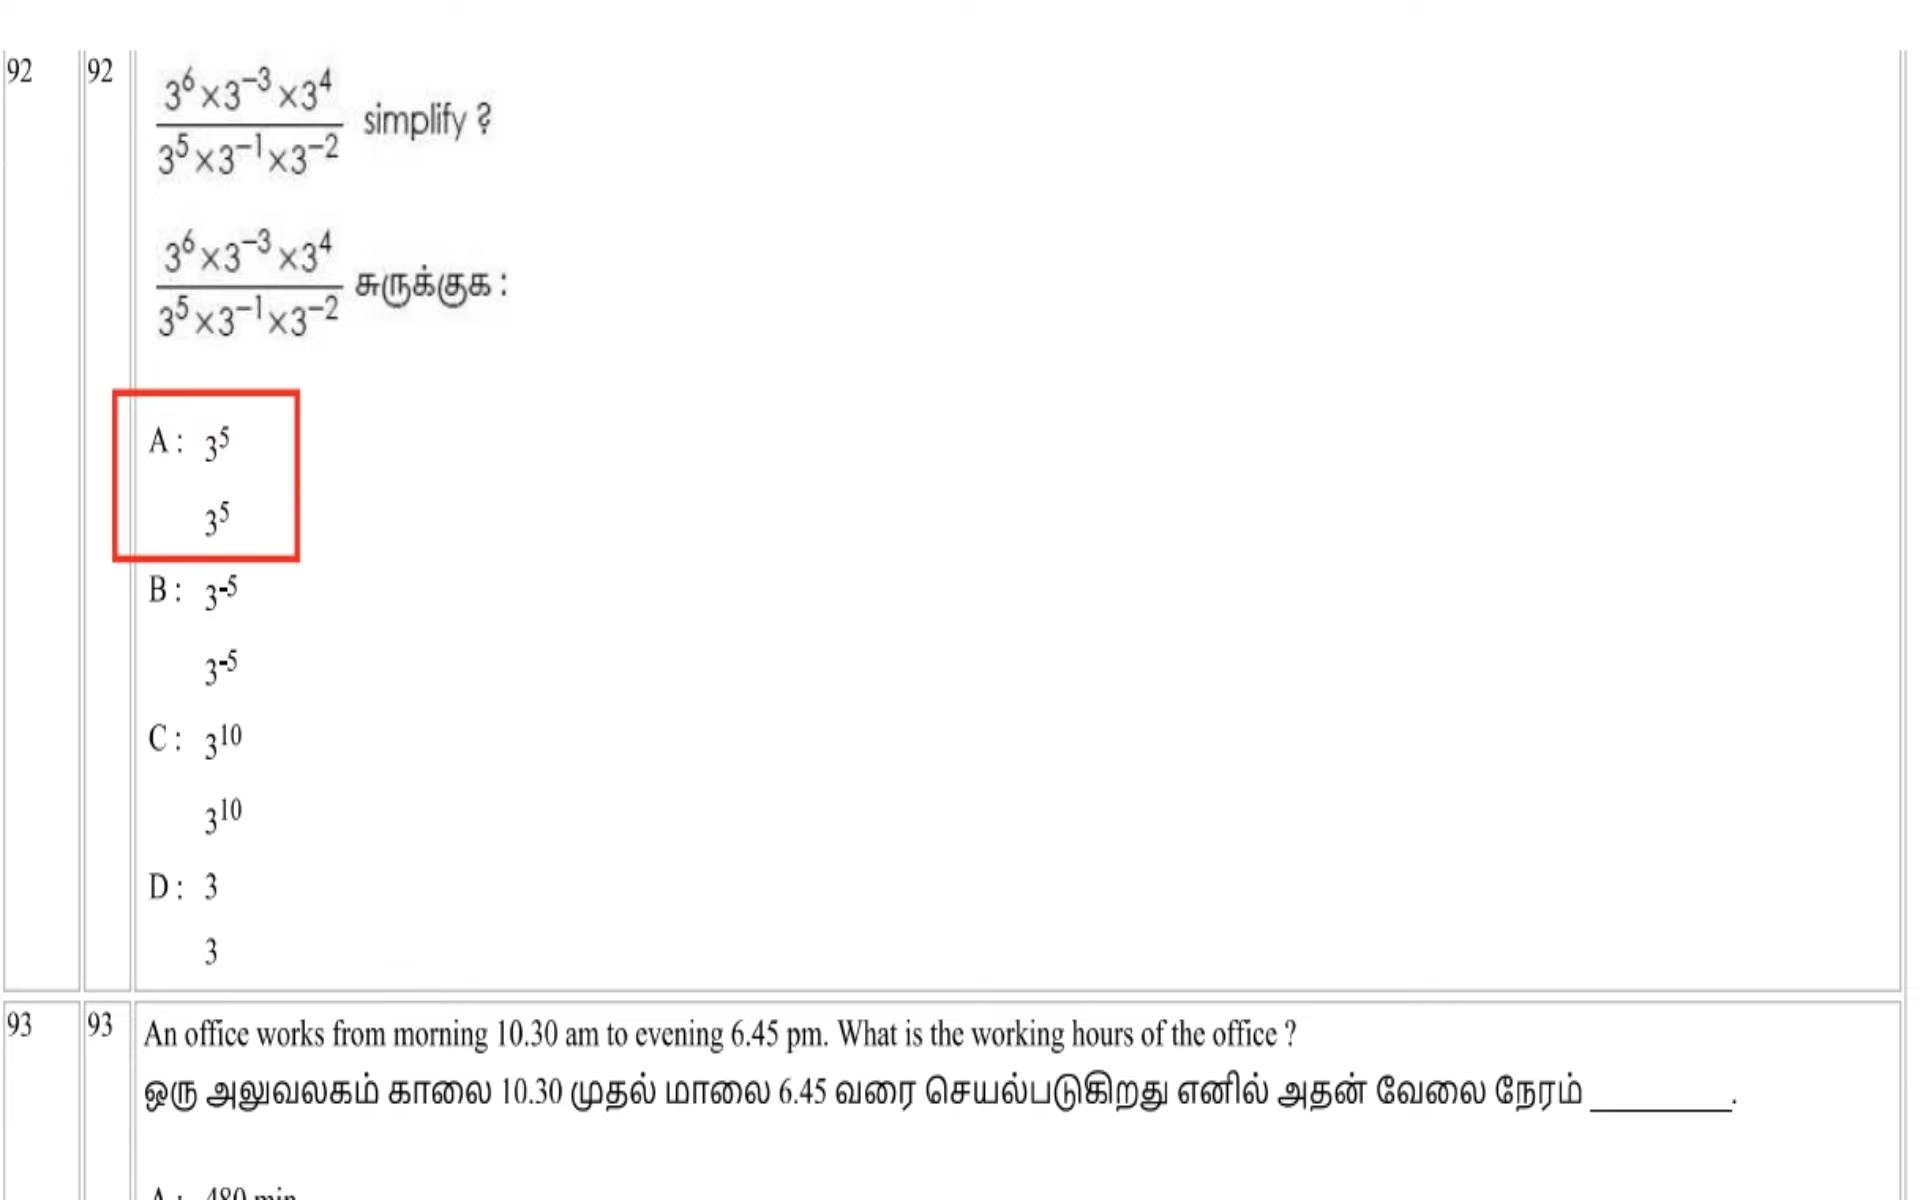 92 92
3⁶×3⁻³×3⁴
3⁵×3⁻¹×3⁻² simplify ?
3⁶×3⁻³×3⁴
3⁵×3⁻¹×3⁻² சுருக்குக :
A : 3⁵
3⁵
B : 3⁻⁵
3⁻⁵
C : 3¹⁰
3¹⁰
D : 3
3
93 93 An office works from morning 10.30 am to evening 6.45 pm. What is the working hours of the office ?
ஒரு அலுவலகம் காலை 10.30 முதல் மாலை 6.45 வரை செயல்படுகிறது எனில் அதன் வேலை நேரம் _________.
A : 480 min